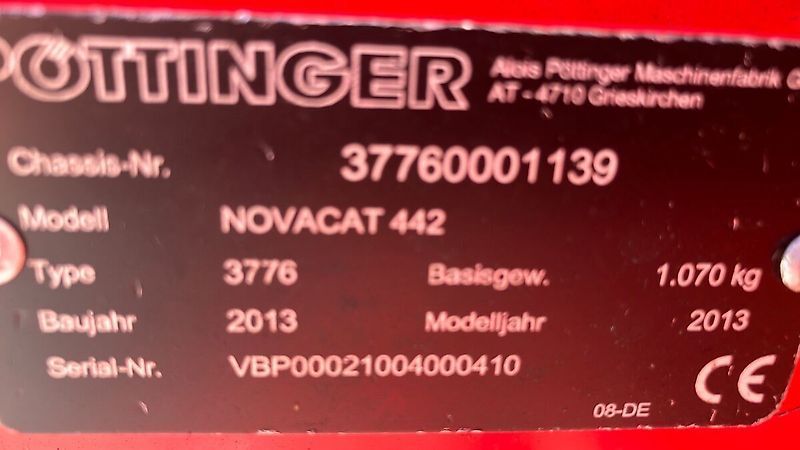 PÖTTINGER
Alois Pöttinger Maschinenfabrik G
AT - 4710 Grieskirchen
Chassis-Nr. 37760001139
Modell NOVACAT 442
Type 3776 Basisgew. 1.070 kg
Baujahr 2013 Modelljahr 2013
Serial-Nr. VBP00021004000410
CE
08-DE